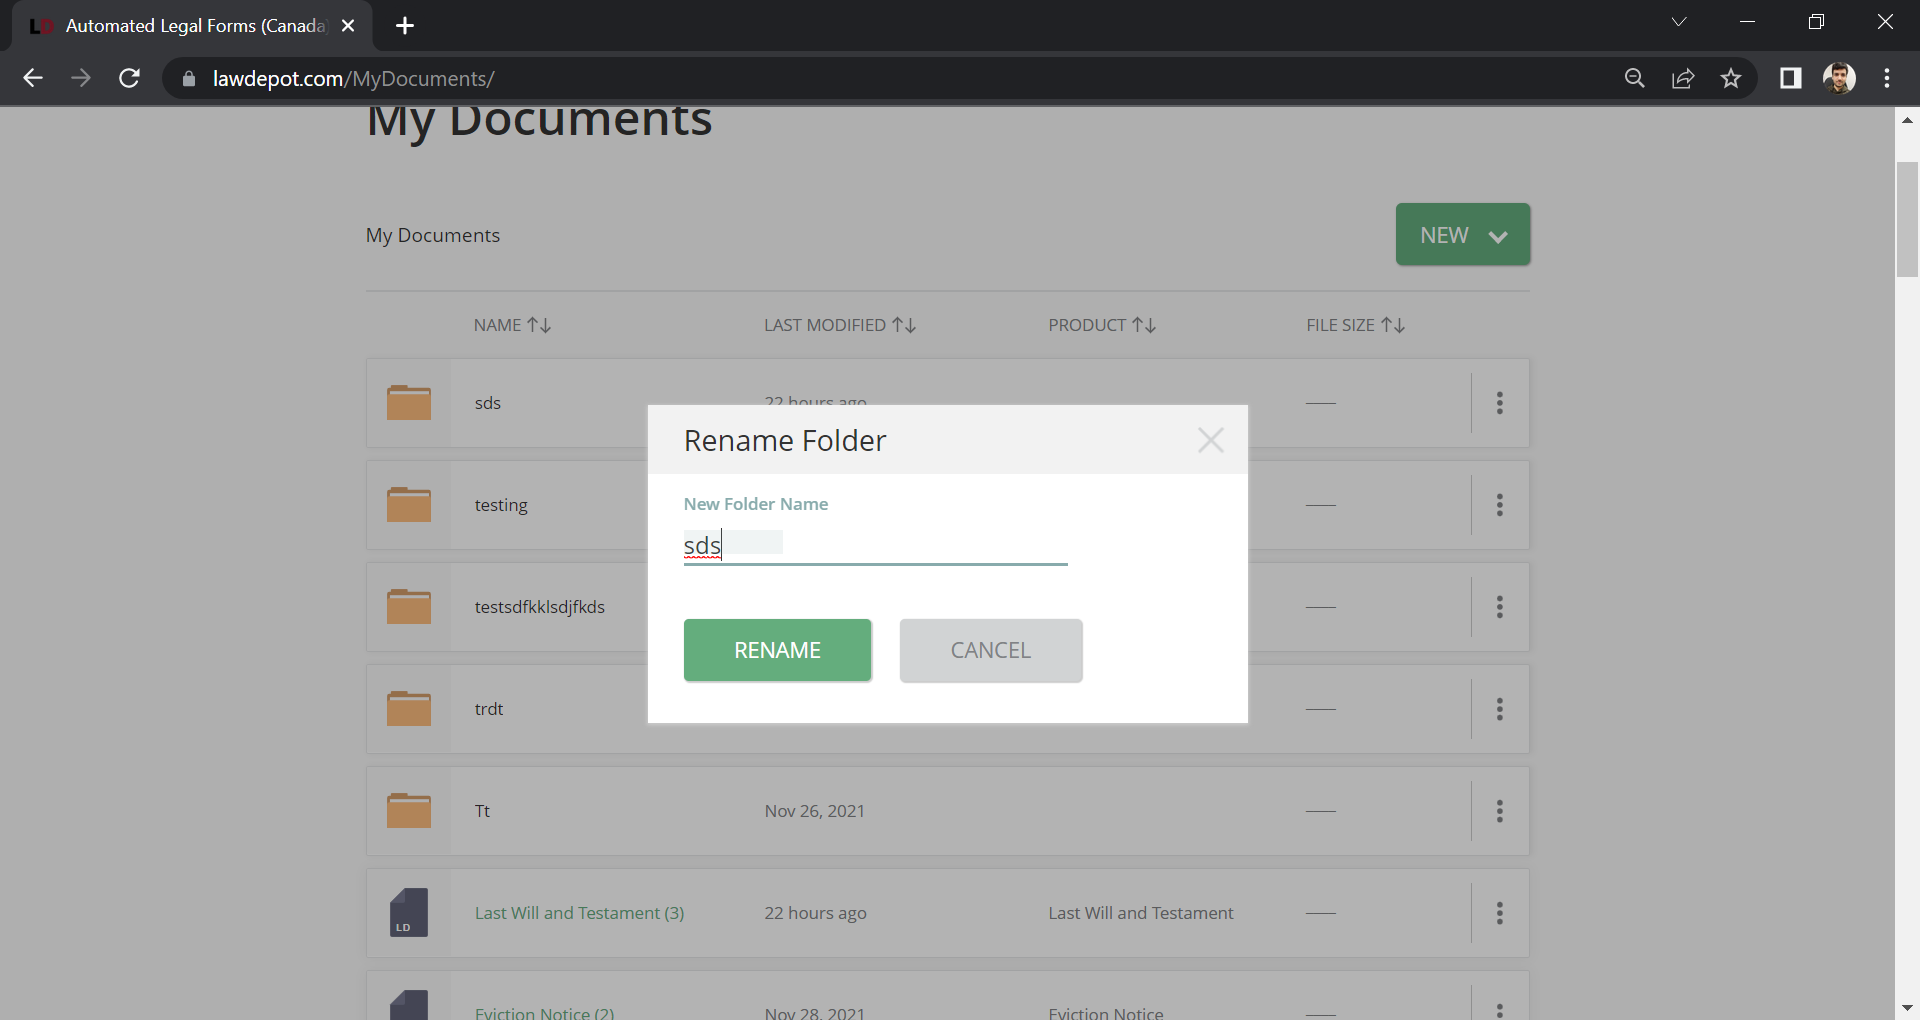 LD Automated Legal Forms (Canada
lawdepot.com/MyDocuments/
My Documents
My Documents
NEW
NAME LAST MODIFIED PRODUCT FILE SIZE
sds 22 hours ago
Rename Folder
New Folder Name
sds
RENAME CANCEL
testing
testsdfkklsdjfkds
trdt
Tt Nov 26, 2021
LD Last Will and Testament (3) 22 hours ago Last Will and Testament
Eviction Notice (2) Nov 28, 2021 Eviction Notice